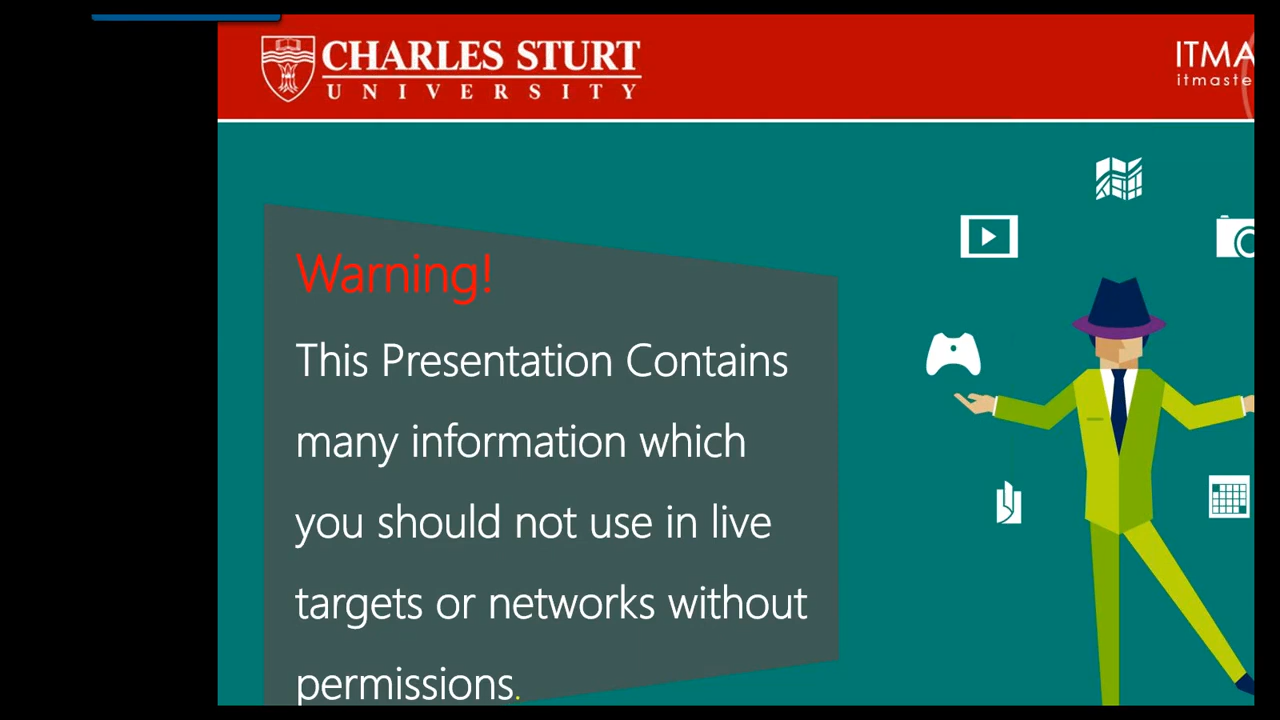 CHARLES STURT
UNIVERSITY
ITMA
itmaste
Warning!
This Presentation Contains
many information which
you should not use in live
targets or networks without
permissions.